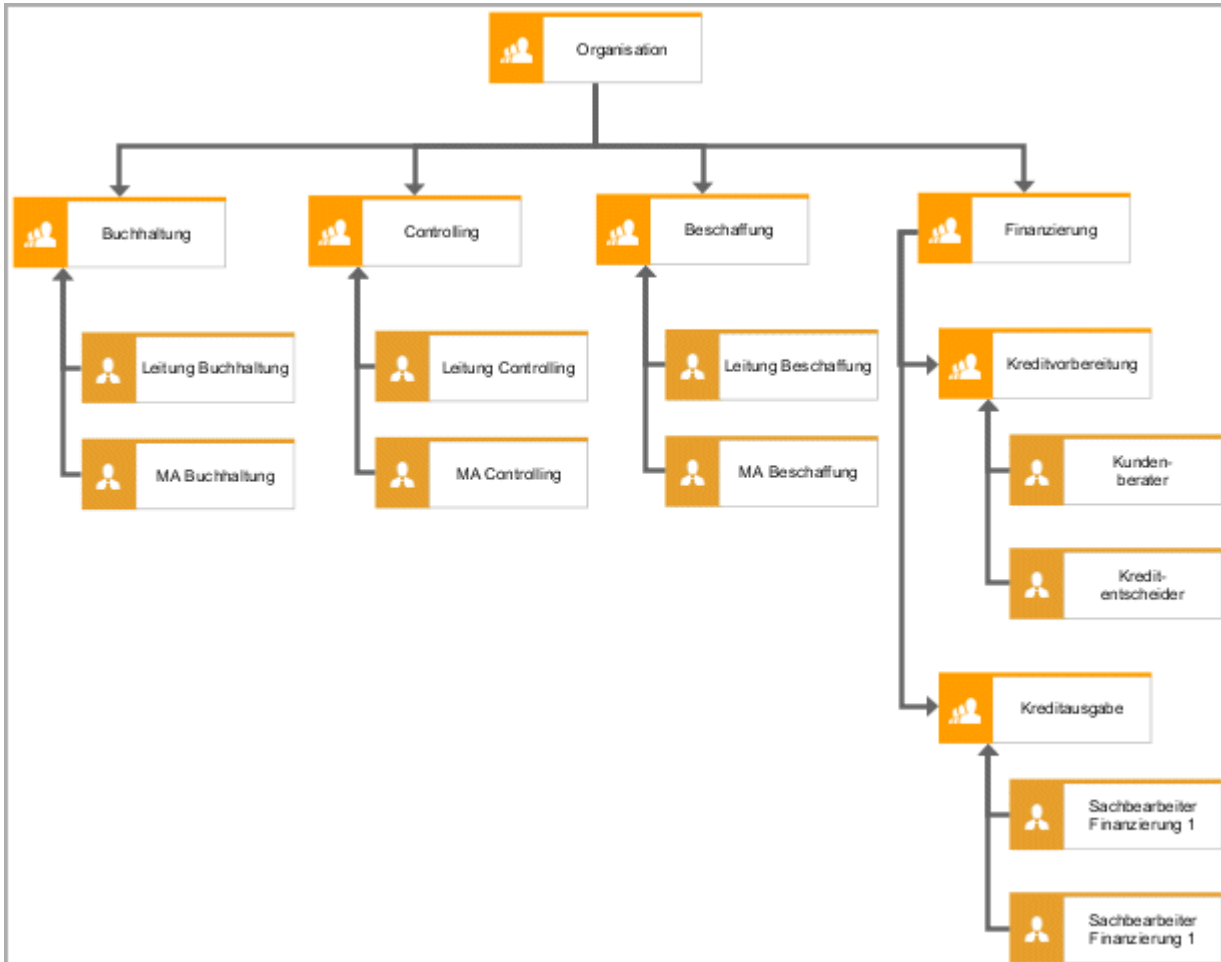 Organisation
Buchhaltung
Controlling
Beschaffung
Finanzierung
Leitung Buchhaltung
Leitung Controlling
Leitung Beschaffung
Kreditvorbereitung
MA Buchhaltung
MA Controlling
MA Beschaffung
Kunden-
berater
Kredit-
entscheider
Kreditausgabe
Sachbearbeiter
Finanzierung 1
Sachbearbeiter
Finanzierung 1